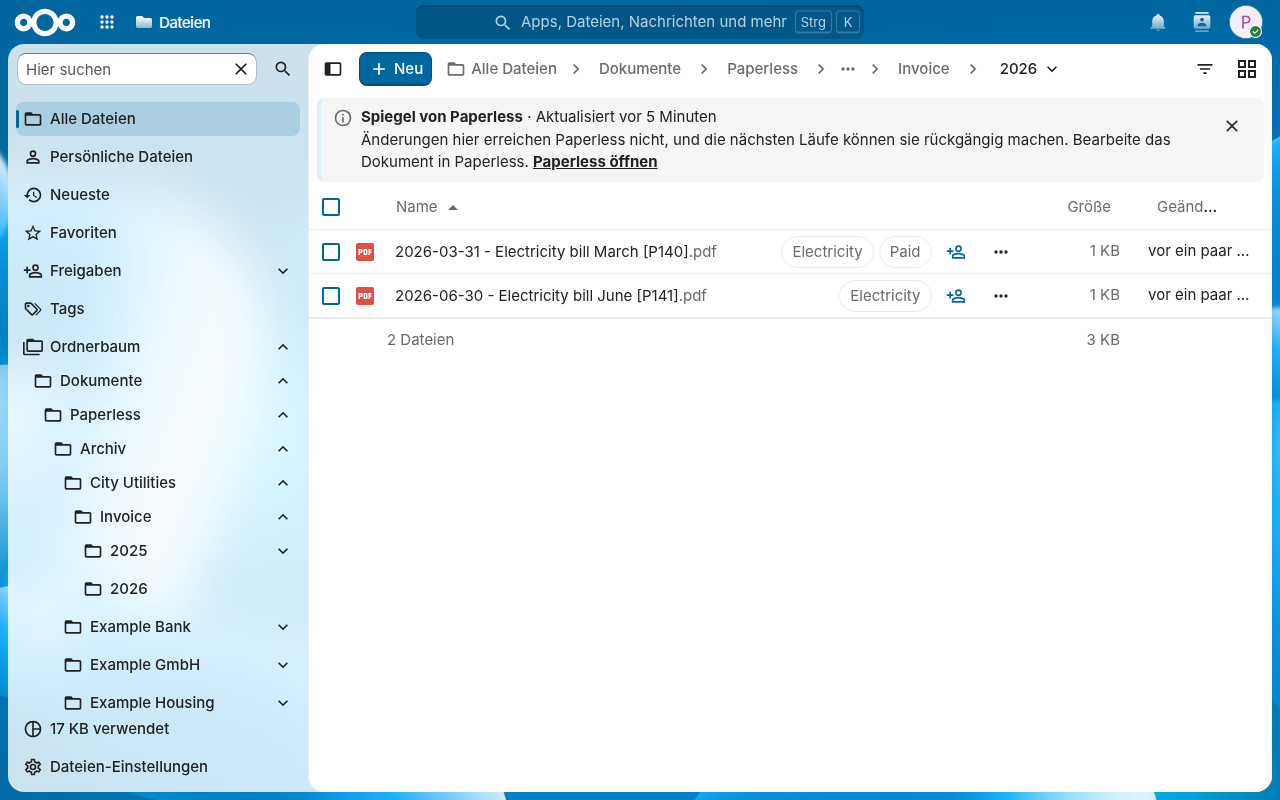 Dateien
Apps, Dateien, Nachrichten und mehr Strg K
P
Hier suchen
Alle Dateien
Persönliche Dateien
Neueste
Favoriten
Freigaben
Tags
Ordnerbaum
Dokumente
Paperless
Archiv
City Utilities
Invoice
2025
2026
Example Bank
Example GmbH
Example Housing
17 KB verwendet
Dateien-Einstellungen
Neu Alle Dateien Dokumente Paperless ··· Invoice 2026
Spiegel von Paperless · Aktualisiert vor 5 Minuten
Änderungen hier erreichen Paperless nicht, und die nächsten Läufe können sie rückgängig machen. Bearbeite das
Dokument in Paperless. Paperless öffnen
Name Größe Geänd...
PDF 2026-03-31 - Electricity bill March [P140].pdf Electricity Paid 1 KB vor ein paar ...
PDF 2026-06-30 - Electricity bill June [P141].pdf Electricity 1 KB vor ein paar ...
2 Dateien 3 KB